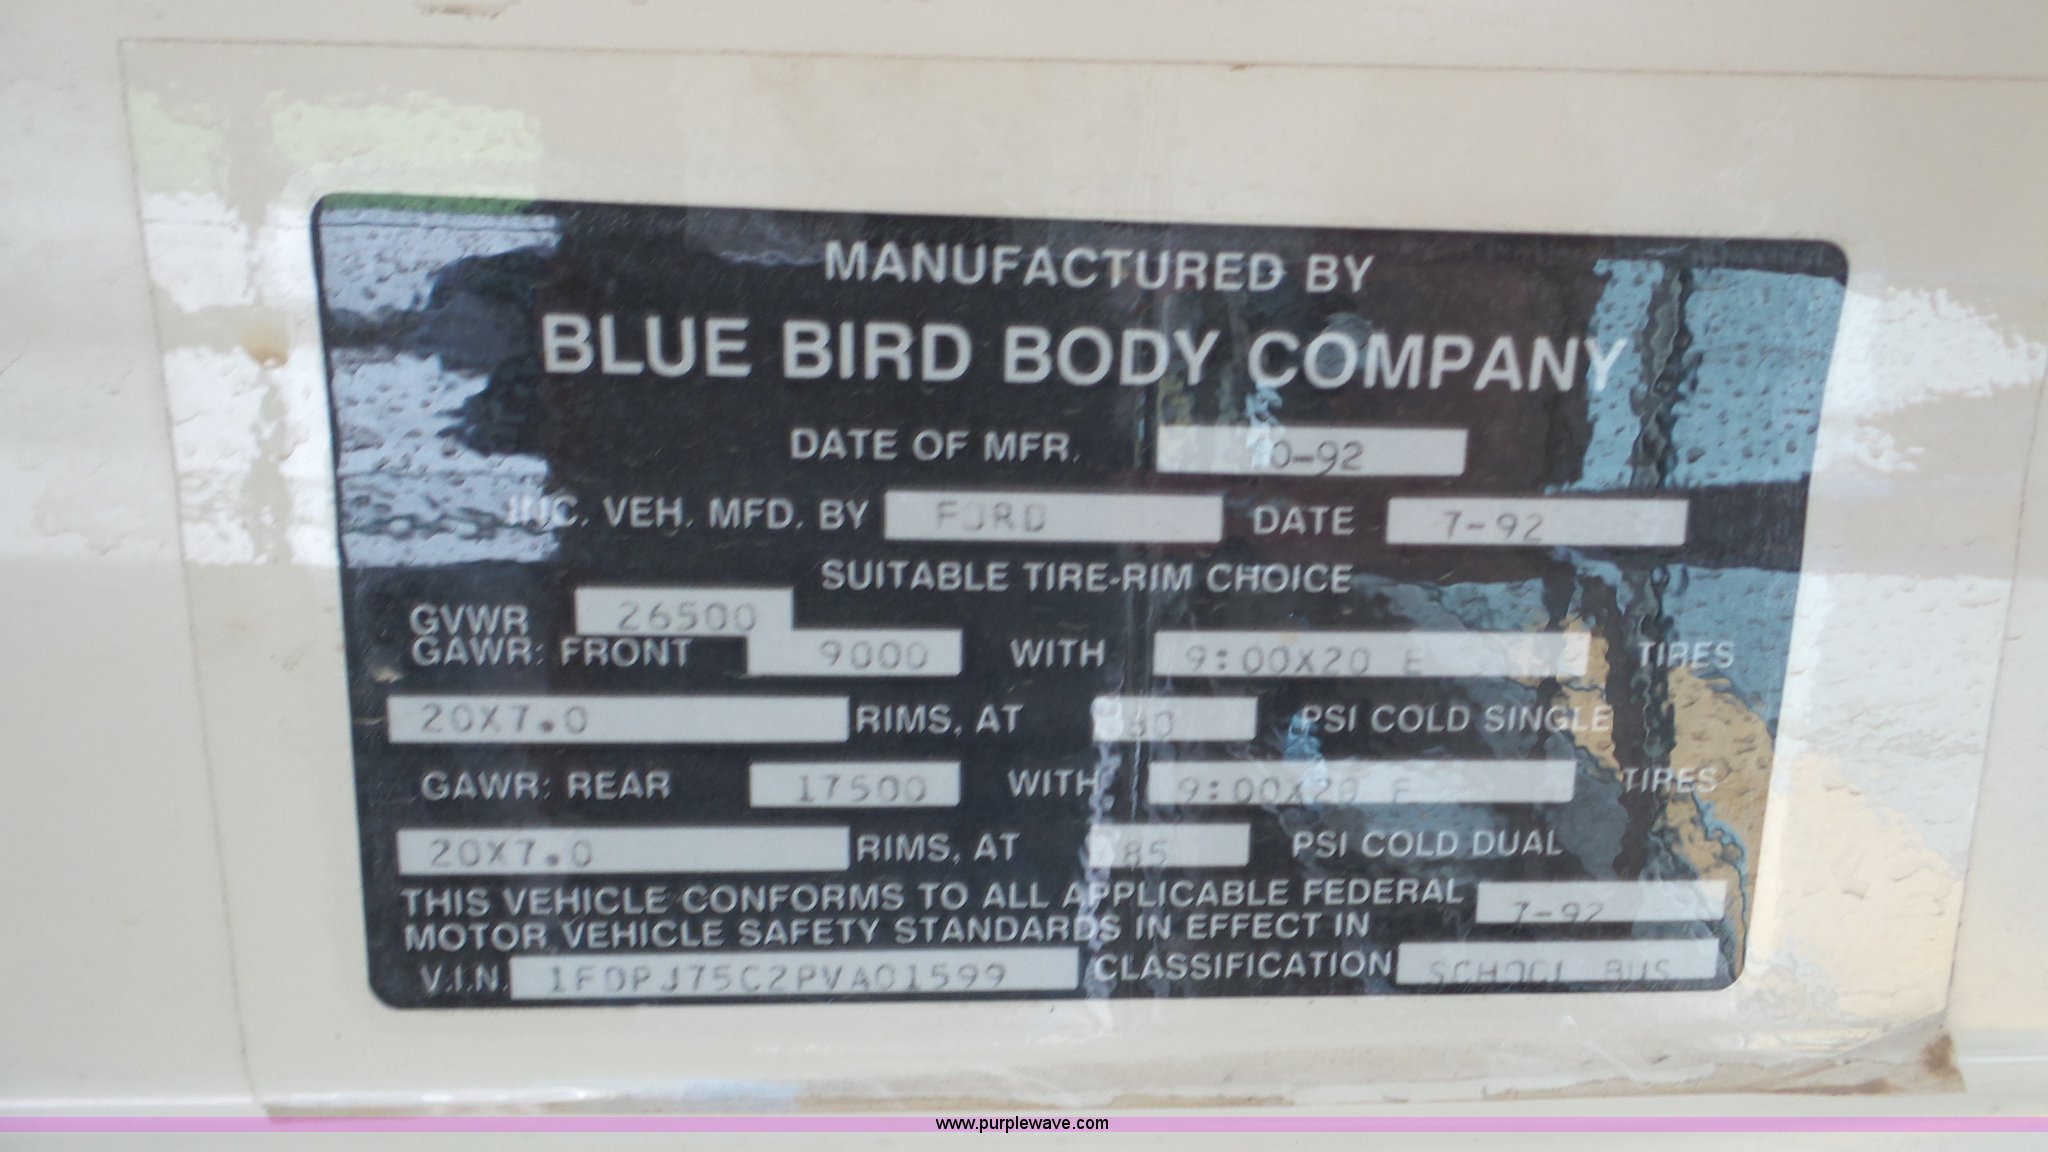 MANUFACTURED BY
BLUE BIRD BODY COMPANY
DATE OF MFR. 10-92
INC. VEH. MFD. BY FORD DATE 7-92
SUITABLE TIRE-RIM CHOICE
GVWR 26500
GAWR: FRONT 9000 WITH 9:00X20 E TIRES
20X7.0 RIMS, AT PSI COLD SINGLE
GAWR: REAR 17500 WITH 9:00X20 E TIRES
20X7.0 RIMS, AT 85 PSI COLD DUAL
THIS VEHICLE CONFORMS TO ALL APPLICABLE FEDERAL
MOTOR VEHICLE SAFETY STANDARDS IN EFFECT IN 7-92
V.I.N. 1FDPJ75C2PVA01599 CLASSIFICATION SCHOOL BUS
www.purplewave.com